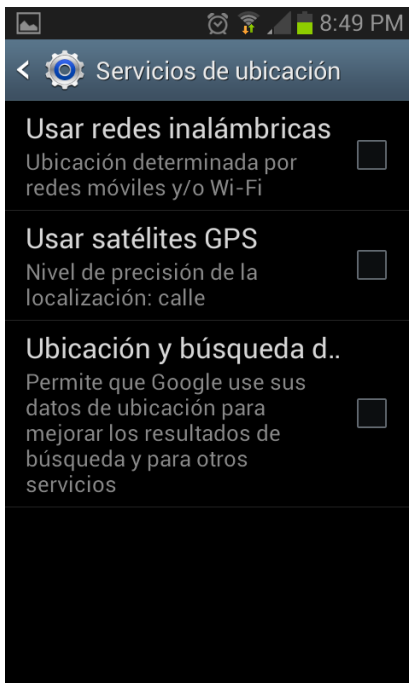 8:49 PM
Servicios de ubicación
Usar redes inalámbricas
Ubicación determinada por
redes móviles y/o Wi-Fi
Usar satélites GPS
Nivel de precisión de la
localización: calle
Ubicación y búsqueda d..
Permite que Google use sus
datos de ubicación para
mejorar los resultados de
búsqueda y para otros
servicios